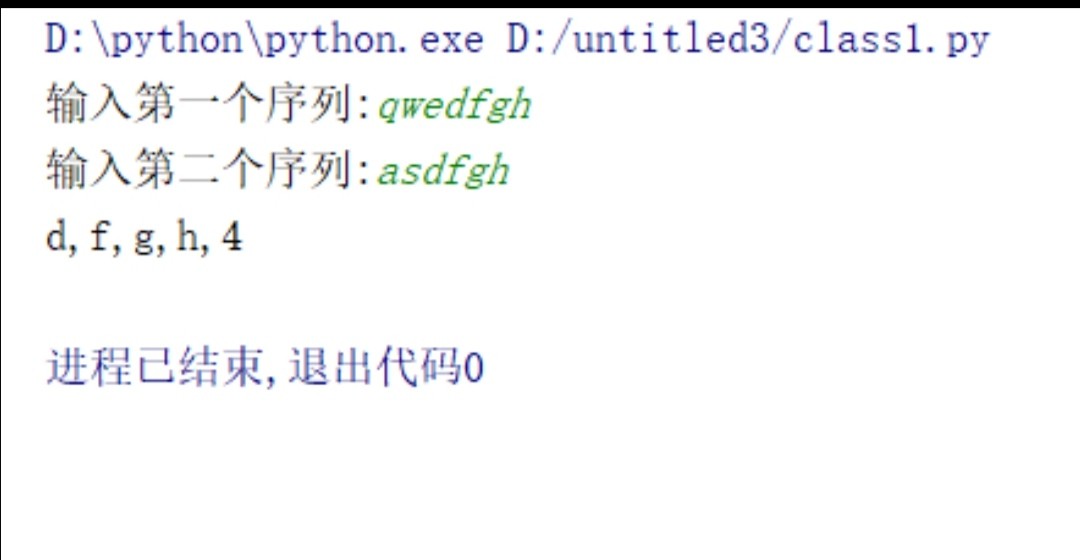 D:\python\python.exe D:/untitled3/class1.py
输入第一个序列:qwedfgh
输入第二个序列:asdfgh
d,f,g,h,4
进程已结束,退出代码0